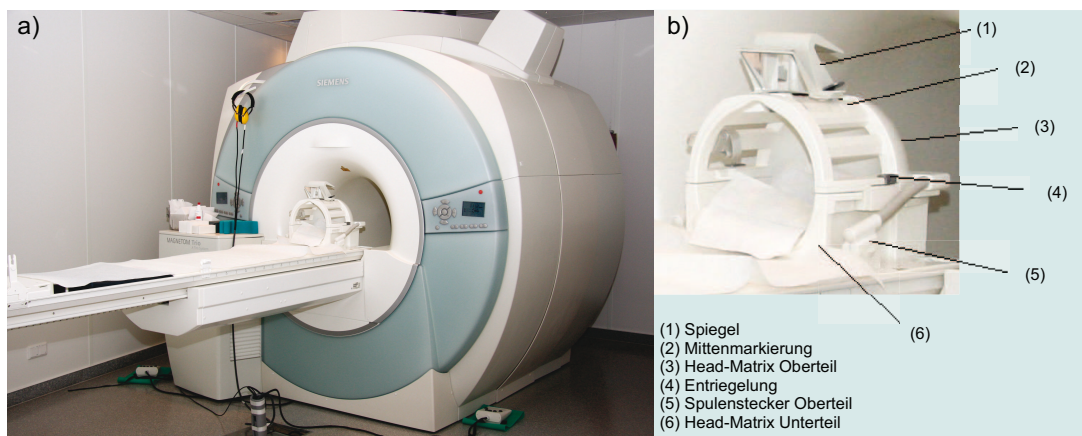 a)
SIEMENS
MAGNETOM Trio
b)
(1)
(2)
(3)
(4)
(5)
(6)
(1) Spiegel
(2) Mittenmarkierung
(3) Head-Matrix Oberteil
(4) Entriegelung
(5) Spulenstecker Oberteil
(6) Head-Matrix Unterteil